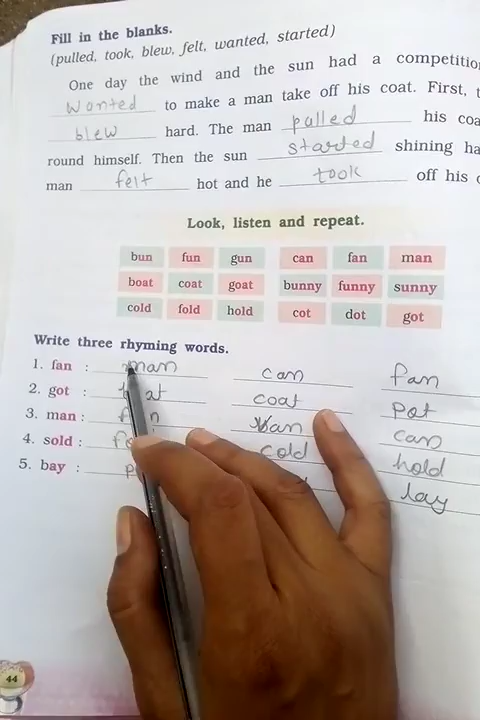 Fill in the blanks.
(pulled, took, blew, felt, wanted, started)
One day the wind and the sun had a competitio
Wanted to make a man take off his coat. First, t
blew hard. The man pulled his coa
round himself. Then the sun started shining ha
man felt hot and he took off his c
Look, listen and repeat.
bun fun gun can fan man
boat coat goat bunny funny sunny
cold fold hold cot dot got
Write three rhyming words.
1. fan : man can Pan
2. got : coat Pot
3. man : can
4. sold : cold hold
5. bay : lay
44